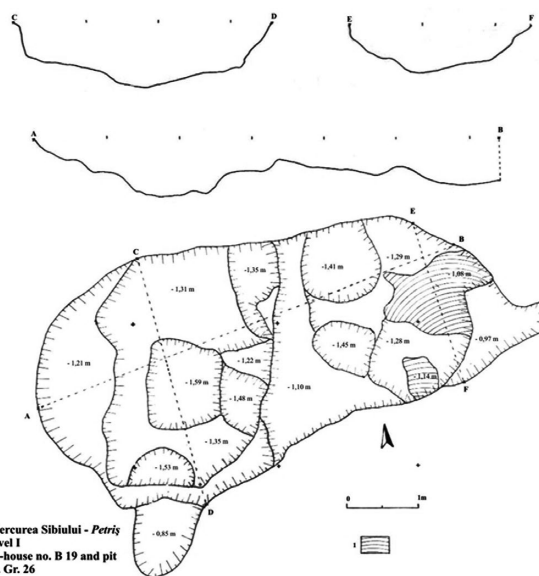 C D E F
A B
E
B
C
-1,35 m
-1,41 m
-1,29 m
-1,08 m
-1,31 m
-1,21 m
-1,22 m
-1,45 m
-1,28 m
-0,97 m
-1,59 m
-1,48 m
-1,10 m
-1,14 m
A
F
-1,35 m
-1,53 m
D
0 1m
-0,85 m
ercurea Sibiului - Petriş
vel I
-house no. B 19 and pit
. Gr. 26
1